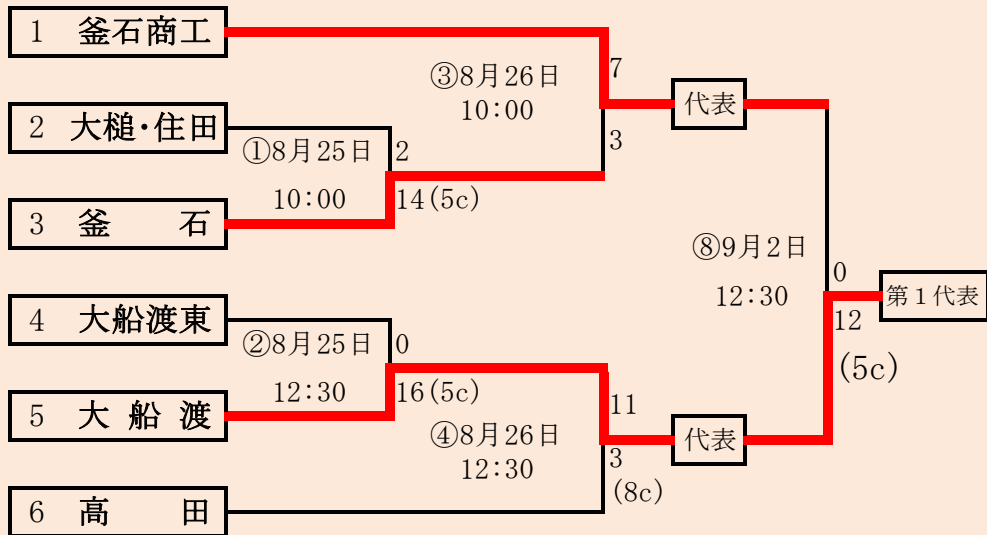 1 釜石商工
③8月26日
10:00
7
代表
2 大槌・住田
①8月25日
10:00
2
3
14(5c)
3 釜 石
⑧9月2日
12:30
0
第1代表
12
(5c)
4 大船渡東
②8月25日
12:30
0
16(5c)
5 大 船 渡
④8月26日
12:30
11
代表
3
(8c)
6 高 田